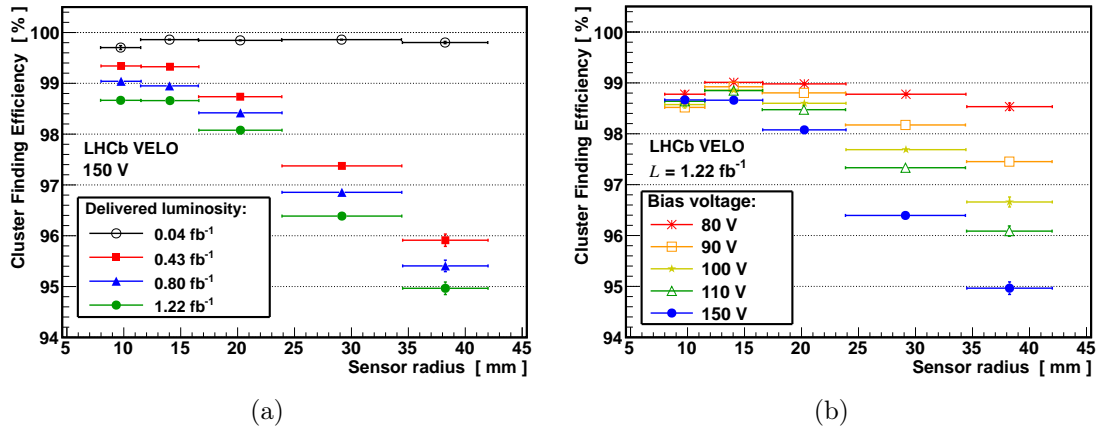 Cluster Finding Efficiency [ % ]
100
99
98
97
96
95
94
LHCb VELO
150 V
Delivered luminosity:
0.04 fb⁻¹
0.43 fb⁻¹
0.80 fb⁻¹
1.22 fb⁻¹
5 10 15 20 25 30 35 40 45
Sensor radius [ mm ]
(a)
Cluster Finding Efficiency [ % ]
100
99
98
97
96
95
94
LHCb VELO
L = 1.22 fb⁻¹
Bias voltage:
80 V
90 V
100 V
110 V
150 V
5 10 15 20 25 30 35 40 45
Sensor radius [ mm ]
(b)